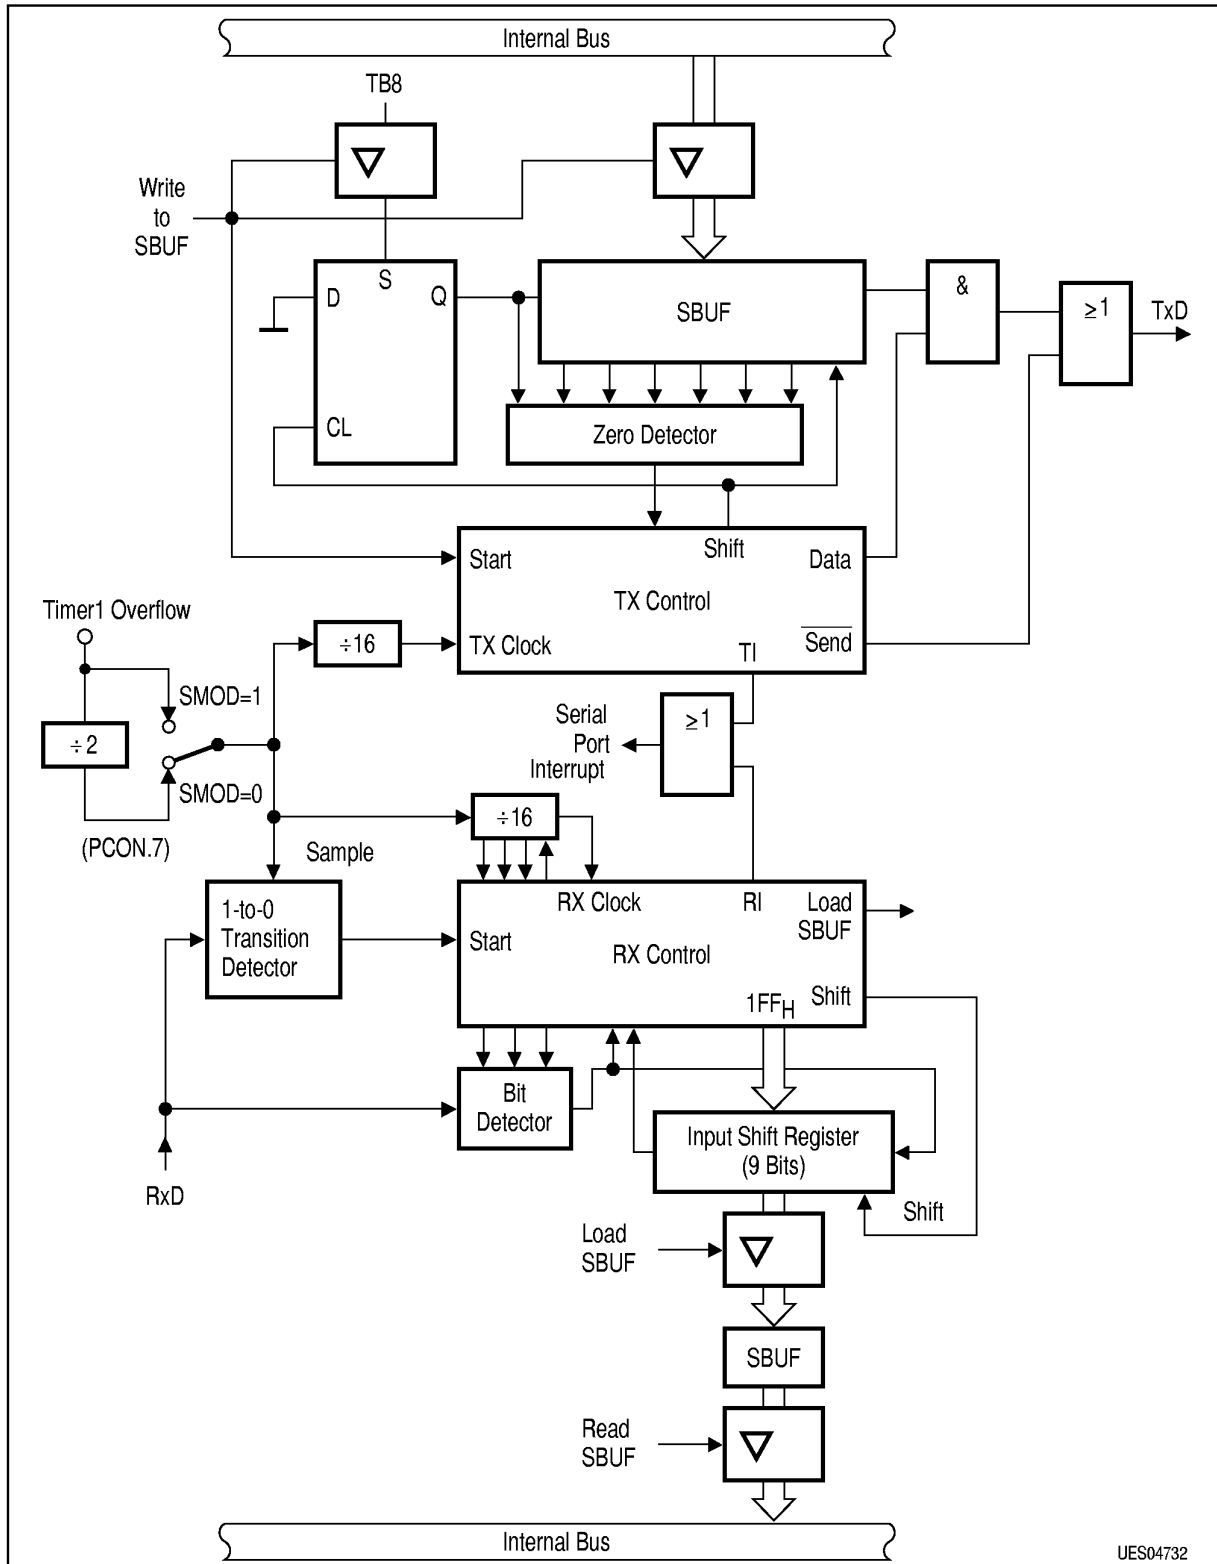 Internal Bus
TB8
Write
to
SBUF
S
D
Q
CL
SBUF
&
≥1
TxD
Zero Detector
Shift
Start
Data
TX Control
TX Clock
Send
TI
Timer1 Overflow
÷16
SMOD=1
÷2
SMOD=0
(PCON.7)
Serial
Port
Interrupt
≥1
÷16
Sample
1-to-0
Transition
Detector
RX Clock
RI
Load
SBUF
Start
RX Control
1FFH
Shift
Bit
Detector
Input Shift Register
(9 Bits)
RxD
Shift
Load
SBUF
SBUF
Read
SBUF
Internal Bus
UES04732